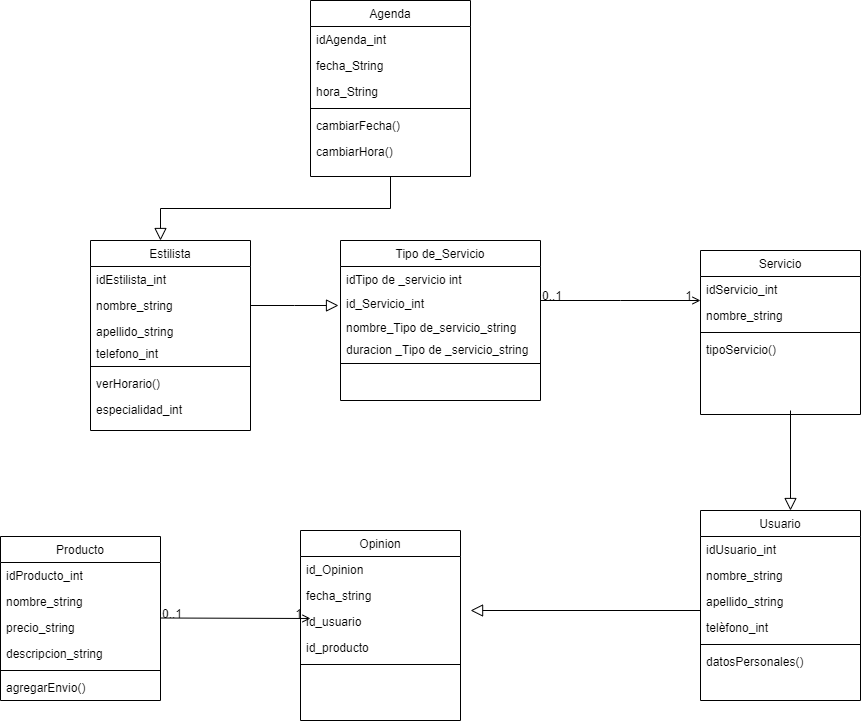 Agenda
idAgenda_int
fecha_String
hora_String
cambiarFecha()
cambiarHora()
Estilista
idEstilista_int
nombre_string
apellido_string
telefono_int
verHorario()
especialidad_int
Tipo de_Servicio
idTipo de _servicio int
id_Servicio_int
nombre_Tipo de_servicio_string
duracion _Tipo de _servicio_string
0..1
1
Servicio
idServicio_int
nombre_string
tipoServicio()
Producto
idProducto_int
nombre_string
precio_string
descripcion_string
agregarEnvio()
0..1
1
Opinion
id_Opinion
fecha_string
id_usuario
id_producto
Usuario
idUsuario_int
nombre_string
apellido_string
telèfono_int
datosPersonales()